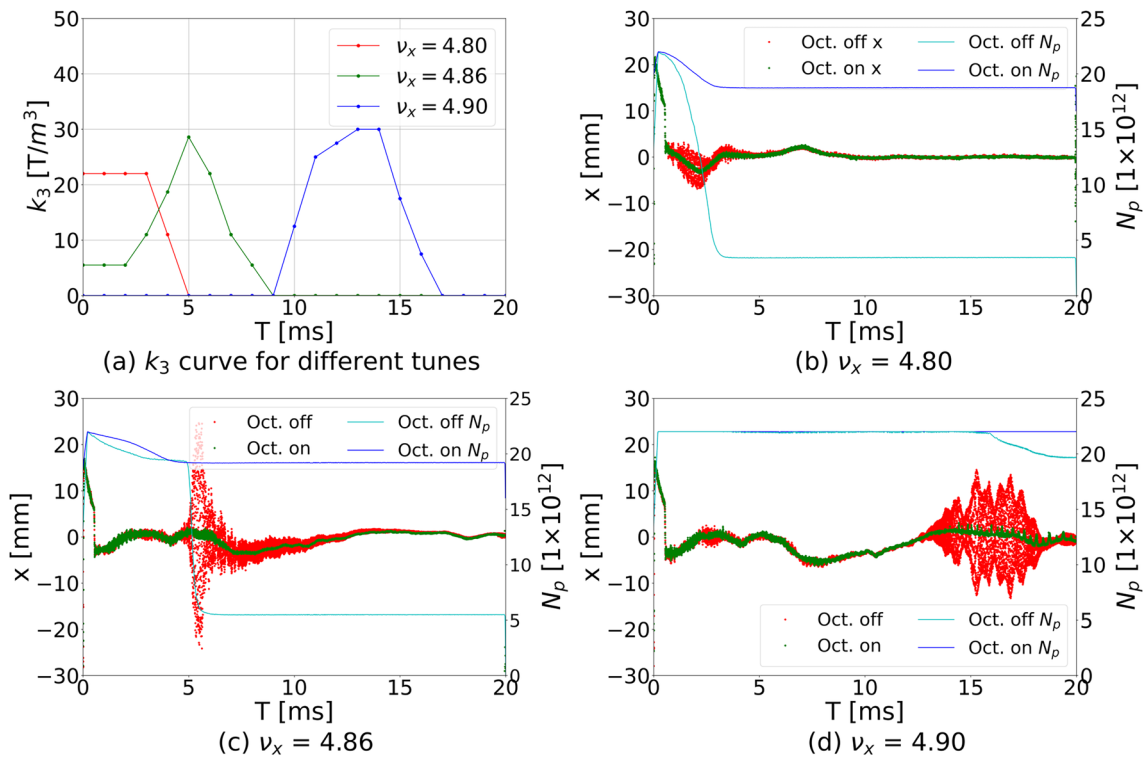 50
40
30
20
10
0
k₃ [T/m³]
νₓ = 4.80
νₓ = 4.86
νₓ = 4.90
0 5 10 15 20
T [ms]
(a) k₃ curve for different tunes
30
20
10
0
−10
−20
−30
x [mm]
Oct. off x
Oct. on x
Oct. off Nₚ
Oct. on Nₚ
25
20
15
10
5
0
Nₚ [1×10¹²]
0 5 10 15 20
T [ms]
(b) νₓ = 4.80
30
20
10
0
−10
−20
−30
x [mm]
Oct. off
Oct. on
Oct. off Nₚ
Oct. on Nₚ
25
20
15
10
5
0
Nₚ [1×10¹²]
0 5 10 15 20
T [ms]
(c) νₓ = 4.86
30
20
10
0
−10
−20
−30
x [mm]
Oct. off
Oct. on
Oct. off Nₚ
Oct. on Nₚ
25
20
15
10
5
0
Nₚ [1×10¹²]
0 5 10 15 20
T [ms]
(d) νₓ = 4.90